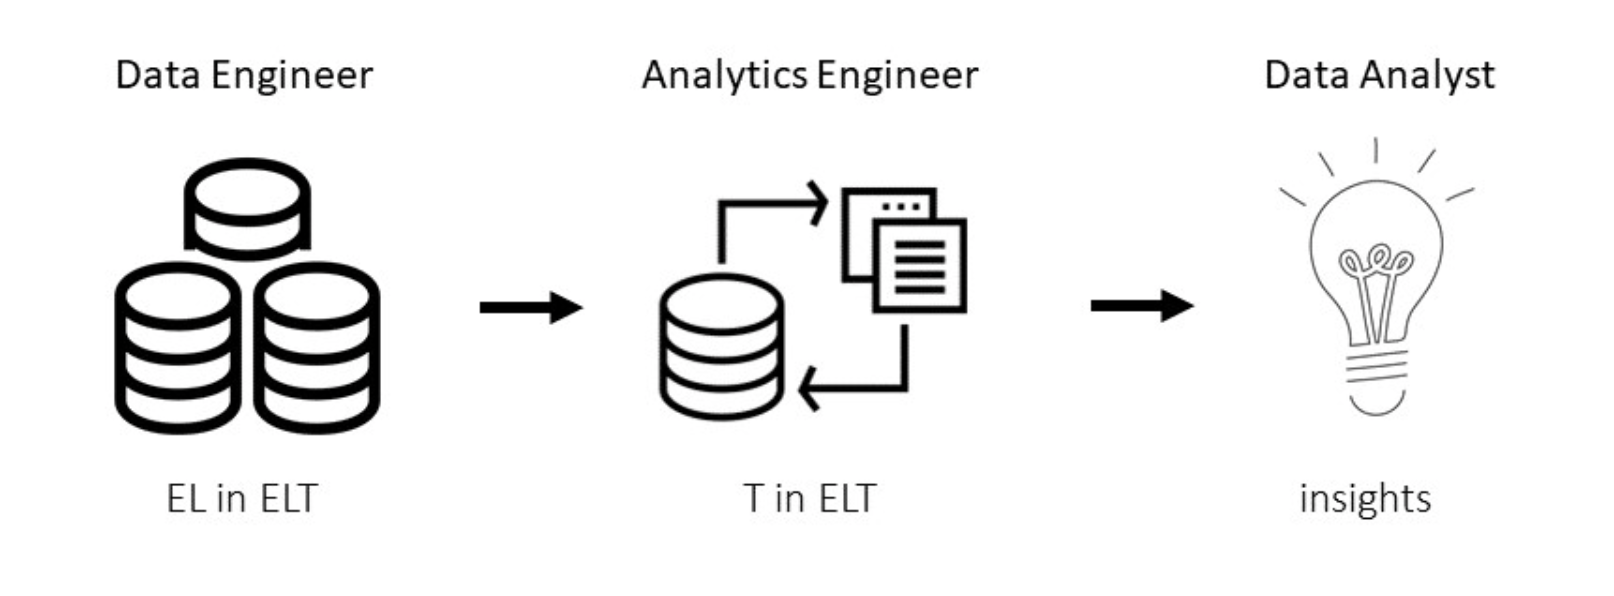 Data Engineer
Analytics Engineer
Data Analyst
EL in ELT
T in ELT
insights